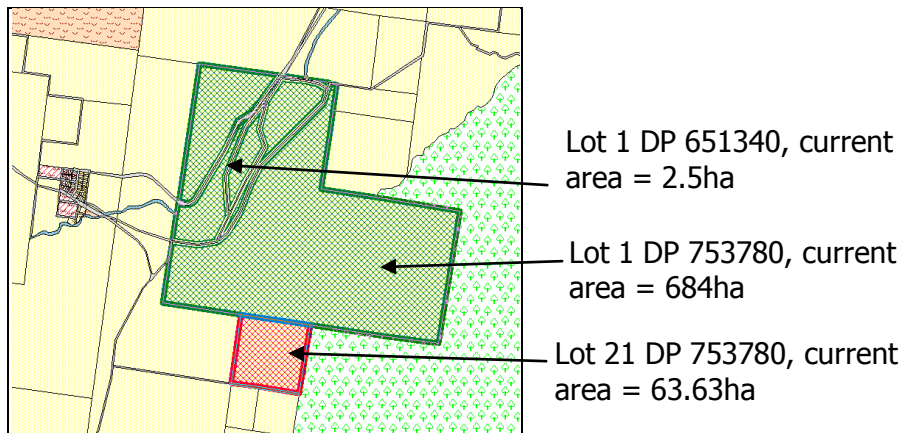 Lot 1 DP 651340, current
area = 2.5ha
Lot 1 DP 753780, current
area = 684ha
Lot 21 DP 753780, current
area = 63.63ha